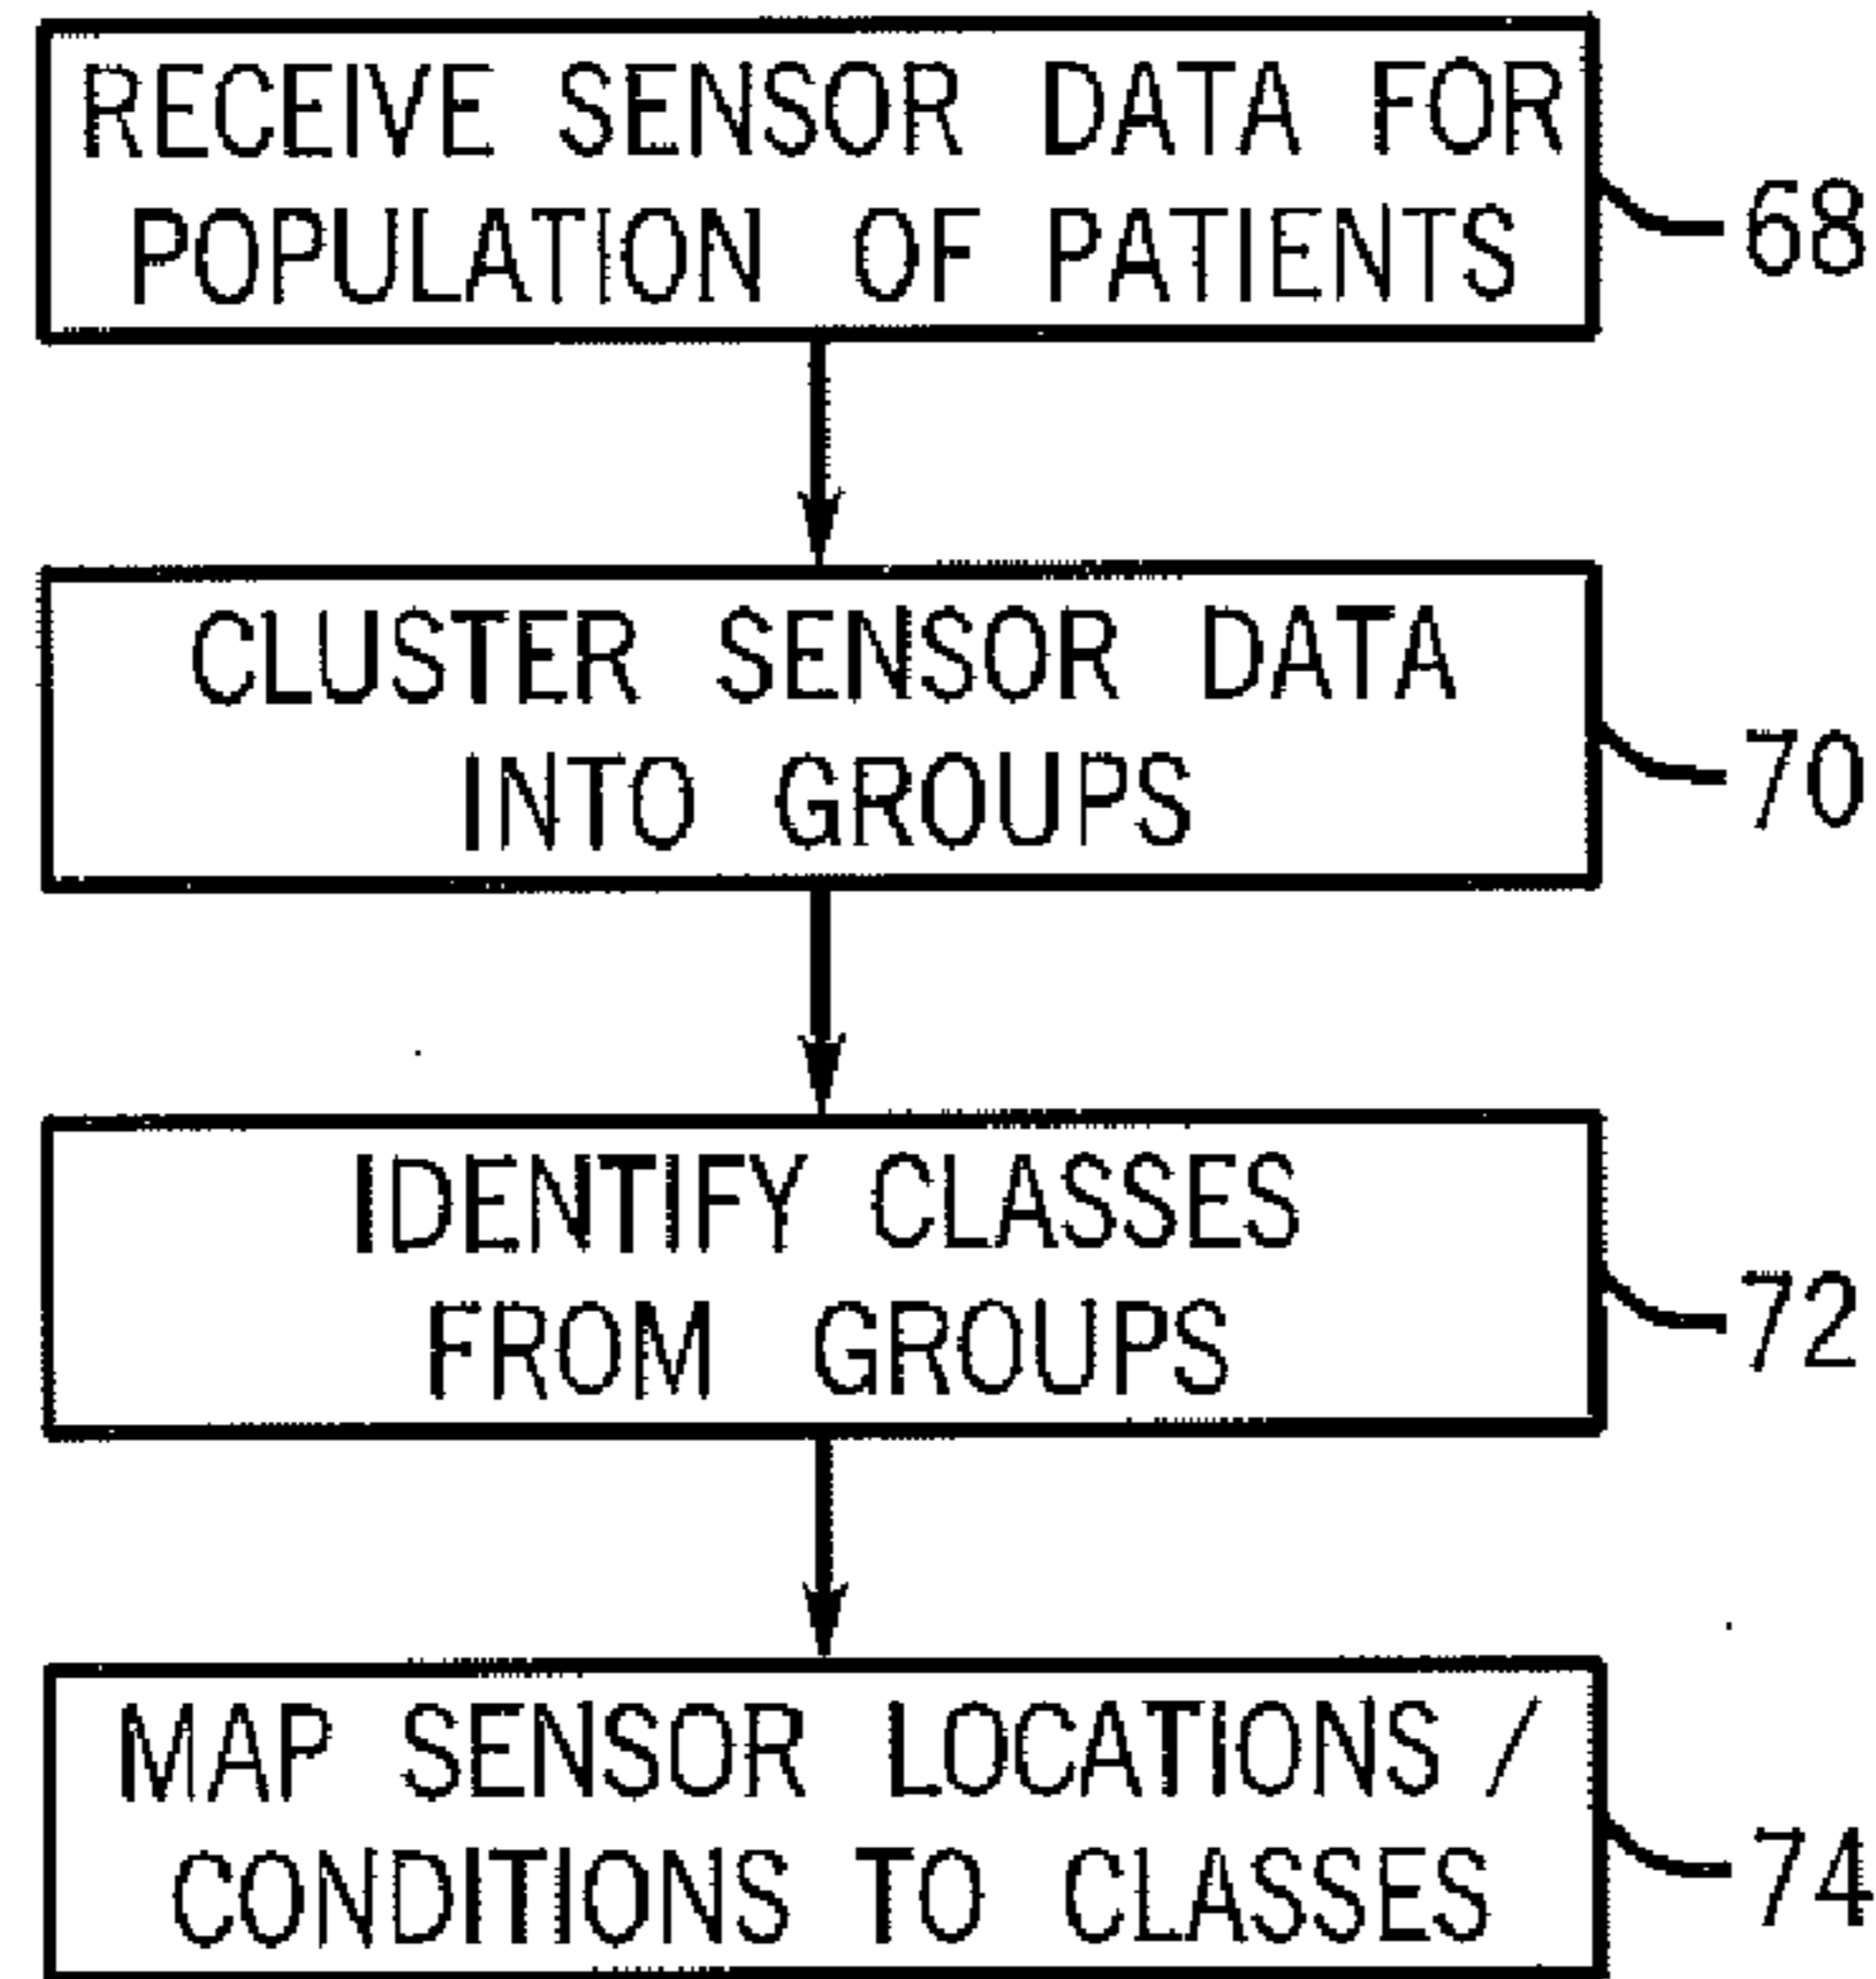 RECEIVE SENSOR DATA FOR
POPULATION OF PATIENTS
68
CLUSTER SENSOR DATA
INTO GROUPS
70
IDENTIFY CLASSES
FROM GROUPS
72
MAP SENSOR LOCATIONS /
CONDITIONS TO CLASSES
74